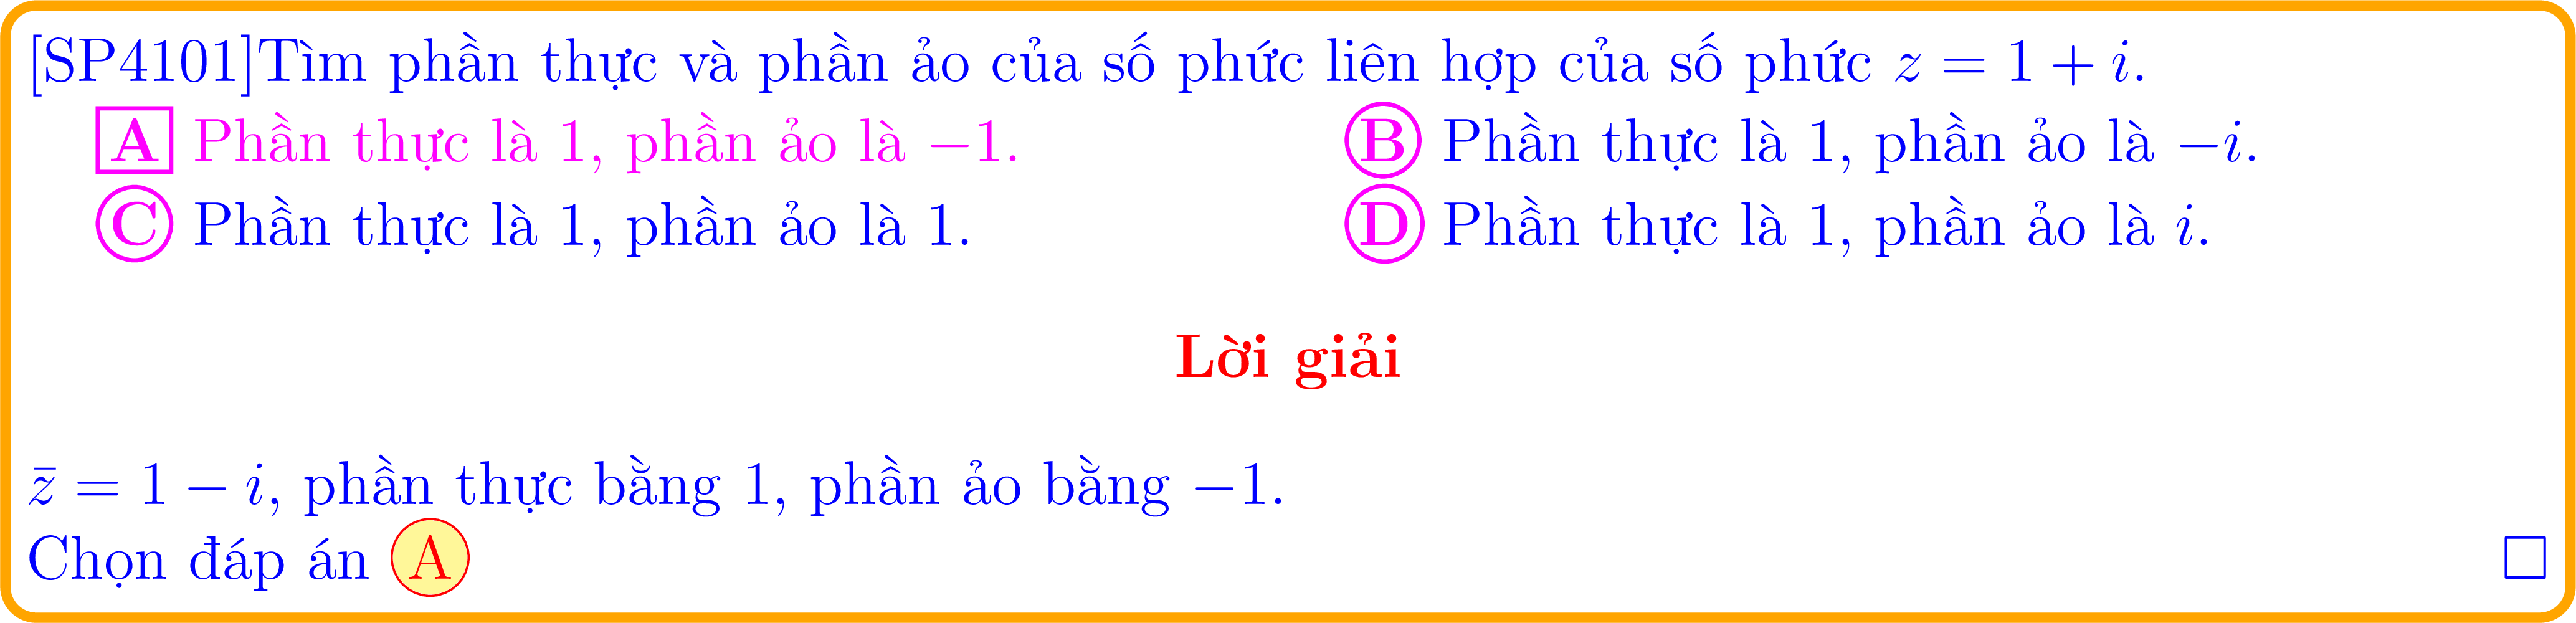 [SP4101]Tìm phần thực và phần ảo của số phức liên hợp của số phức z = 1 + i.
A Phần thực là 1, phần ảo là −1. B Phần thực là 1, phần ảo là −i.
C Phần thực là 1, phần ảo là 1. D Phần thực là 1, phần ảo là i.
Lời giải
z̄ = 1 − i, phần thực bằng 1, phần ảo bằng −1.
Chọn đáp án A □